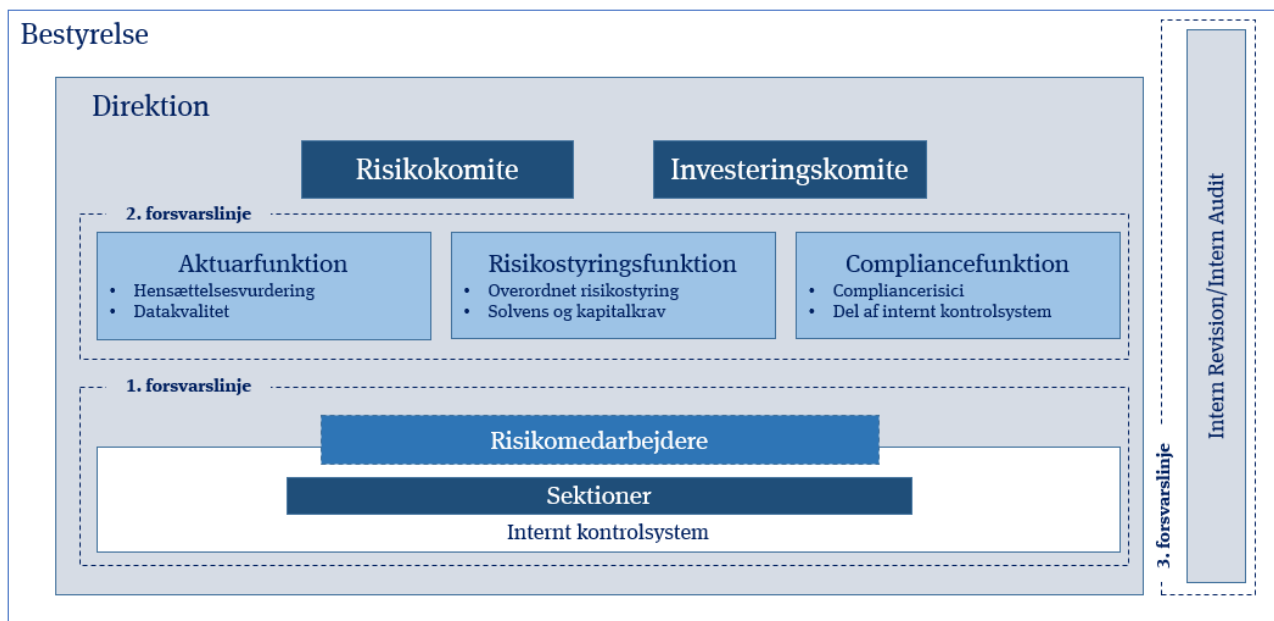 Bestyrelse
Direktion
Risikokomite
Investeringskomite
2. forsvarslinje
Aktuarfunktion
• Hensættelsesvurdering
• Datakvalitet
Risikostyringsfunktion
• Overordnet risikostyring
• Solvens og kapitalkrav
Compliancefunktion
• Compliancerisici
• Del af internt kontrolsystem
1. forsvarslinje
Risikomedarbejdere
Sektioner
Internt kontrolsystem
3. forsvarslinje
Intern Revision/Intern Audit